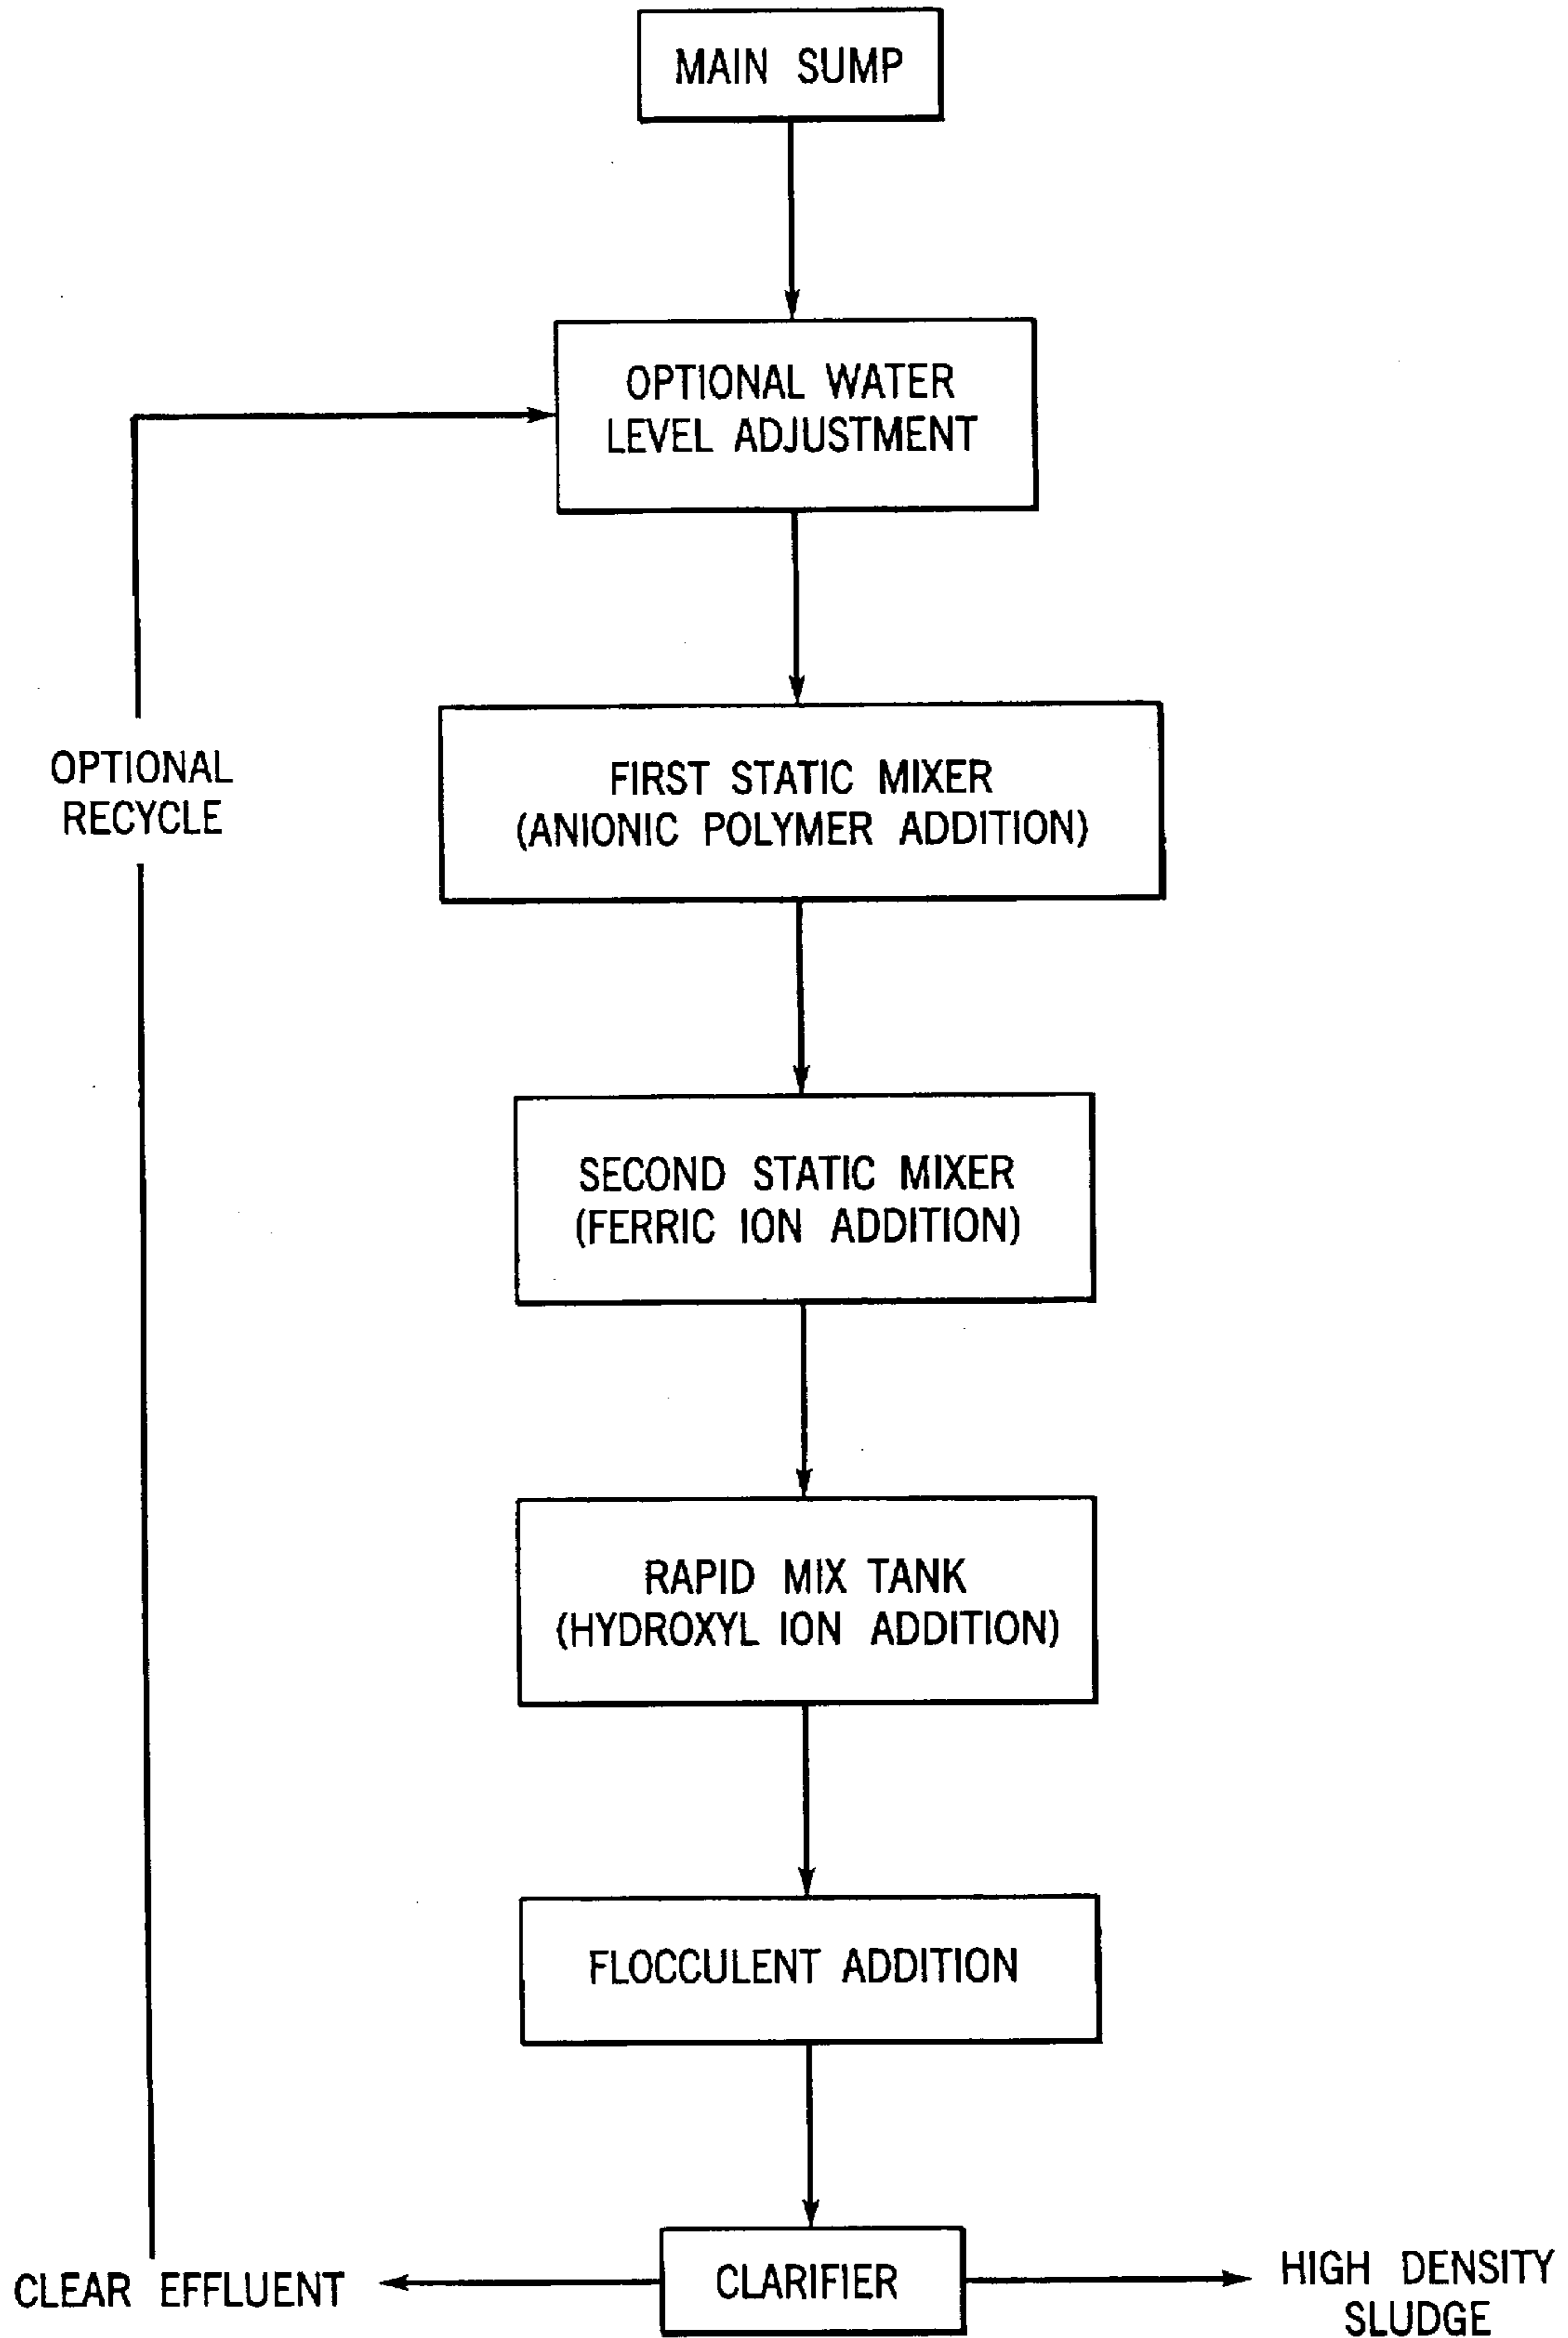 MAIN SUMP
OPTIONAL WATER
LEVEL ADJUSTMENT
OPTIONAL
RECYCLE
FIRST STATIC MIXER
(ANIONIC POLYMER ADDITION)
SECOND STATIC MIXER
(FERRIC ION ADDITION)
RAPID MIX TANK
(HYDROXYL ION ADDITION)
FLOCCULENT ADDITION
CLEAR EFFLUENT
CLARIFIER
HIGH DENSITY
SLUDGE